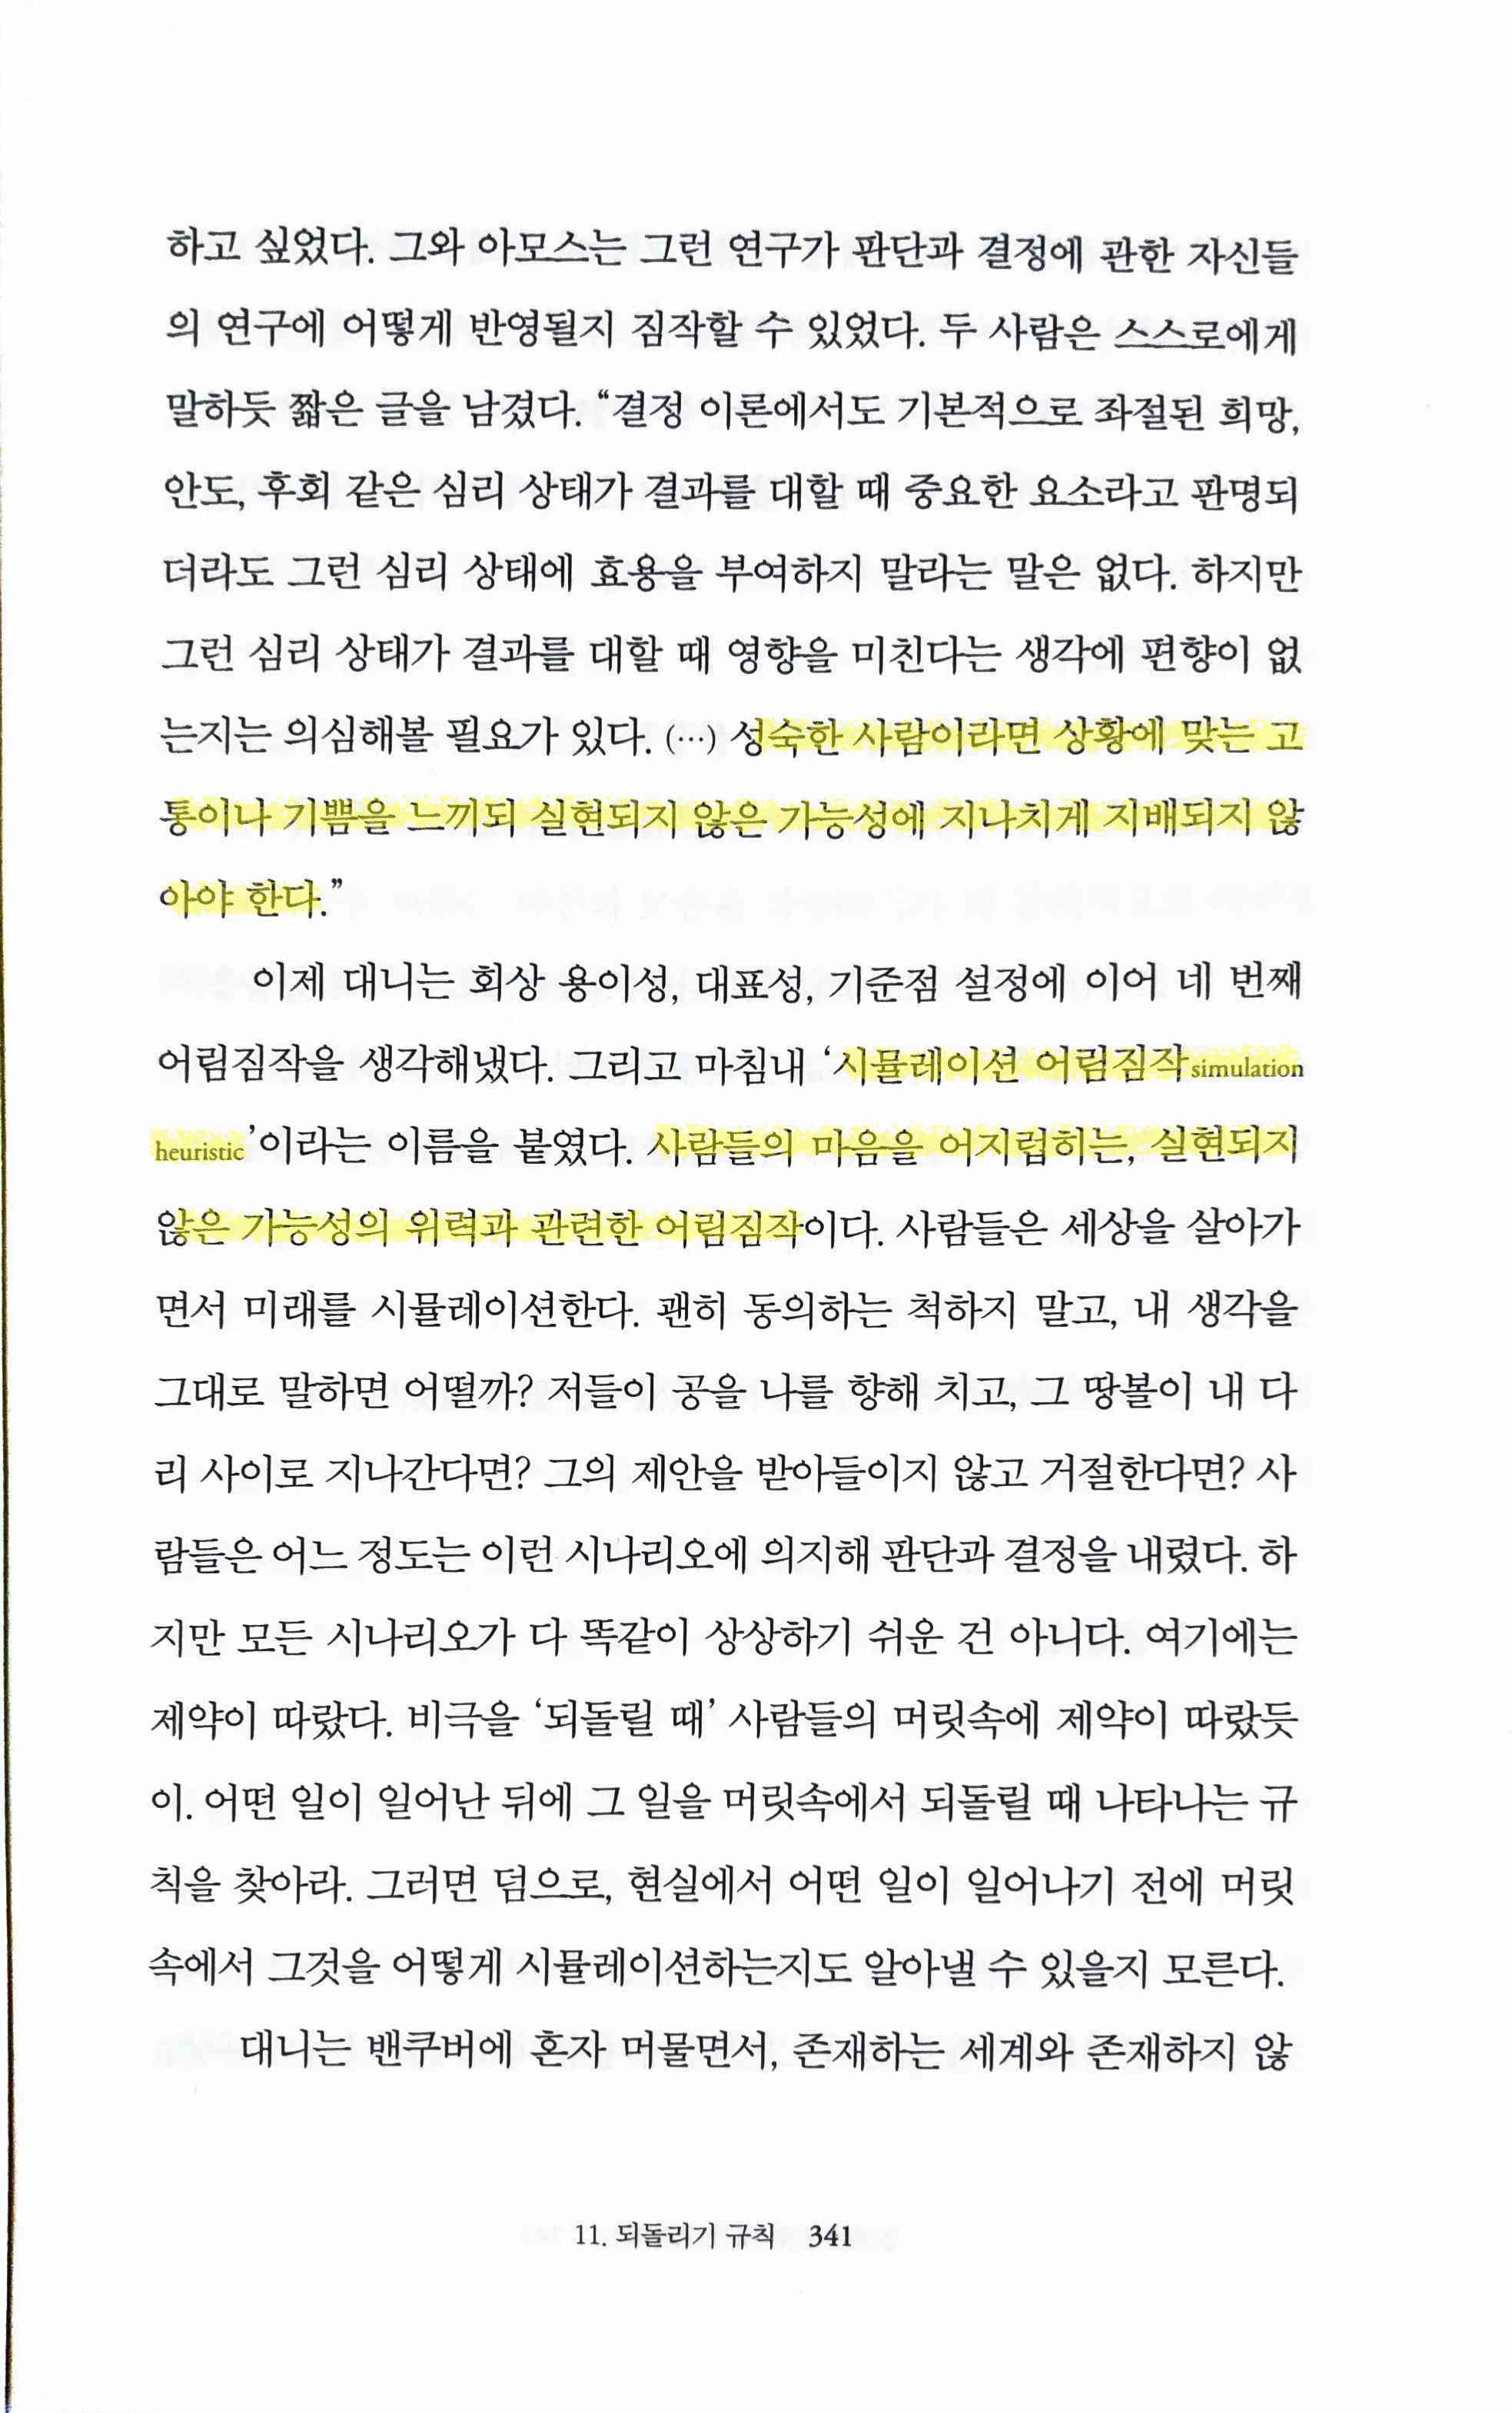 하고 싶었다. 그와 아모스는 그런 연구가 판단과 결정에 관한 자신들
의 연구에 어떻게 반영될지 짐작할 수 있었다. 두 사람은 스스로에게
말하듯 짧은 글을 남겼다. “결정 이론에서도 기본적으로 좌절된 희망,
안도, 후회 같은 심리 상태가 결과를 대할 때 중요한 요소라고 판명되
더라도 그런 심리 상태에 효용을 부여하지 말라는 말은 없다. 하지만
그런 심리 상태가 결과를 대할 때 영향을 미친다는 생각에 편향이 없
는지는 의심해볼 필요가 있다. (…) 성숙한 사람이라면 상황에 맞는 고
통이나 기쁨을 느끼되 실현되지 않은 가능성에 지나치게 지배되지 않
아야 한다.”
이제 대니는 회상 용이성, 대표성, 기준점 설정에 이어 네 번째
어림짐작을 생각해냈다. 그리고 마침내 ‘시뮬레이션 어림짐작simulation
heuristic’이라는 이름을 붙였다. 사람들의 마음을 어지럽히는, 실현되지
않은 가능성의 위력과 관련한 어림짐작이다. 사람들은 세상을 살아가
면서 미래를 시뮬레이션한다. 괜히 동의하는 척하지 말고, 내 생각을
그대로 말하면 어떨까? 저들이 공을 나를 향해 치고, 그 땅볼이 내 다
리 사이로 지나간다면? 그의 제안을 받아들이지 않고 거절한다면? 사
람들은 어느 정도는 이런 시나리오에 의지해 판단과 결정을 내렸다. 하
지만 모든 시나리오가 다 똑같이 상상하기 쉬운 건 아니다. 여기에는
제약이 따랐다. 비극을 ‘되돌릴 때’ 사람들의 머릿속에 제약이 따랐듯
이. 어떤 일이 일어난 뒤에 그 일을 머릿속에서 되돌릴 때 나타나는 규
칙을 찾아라. 그러면 덤으로, 현실에서 어떤 일이 일어나기 전에 머릿
속에서 그것을 어떻게 시뮬레이션하는지도 알아낼 수 있을지 모른다.
대니는 밴쿠버에 혼자 머물면서, 존재하는 세계와 존재하지 않
11. 되돌리기 규칙 341